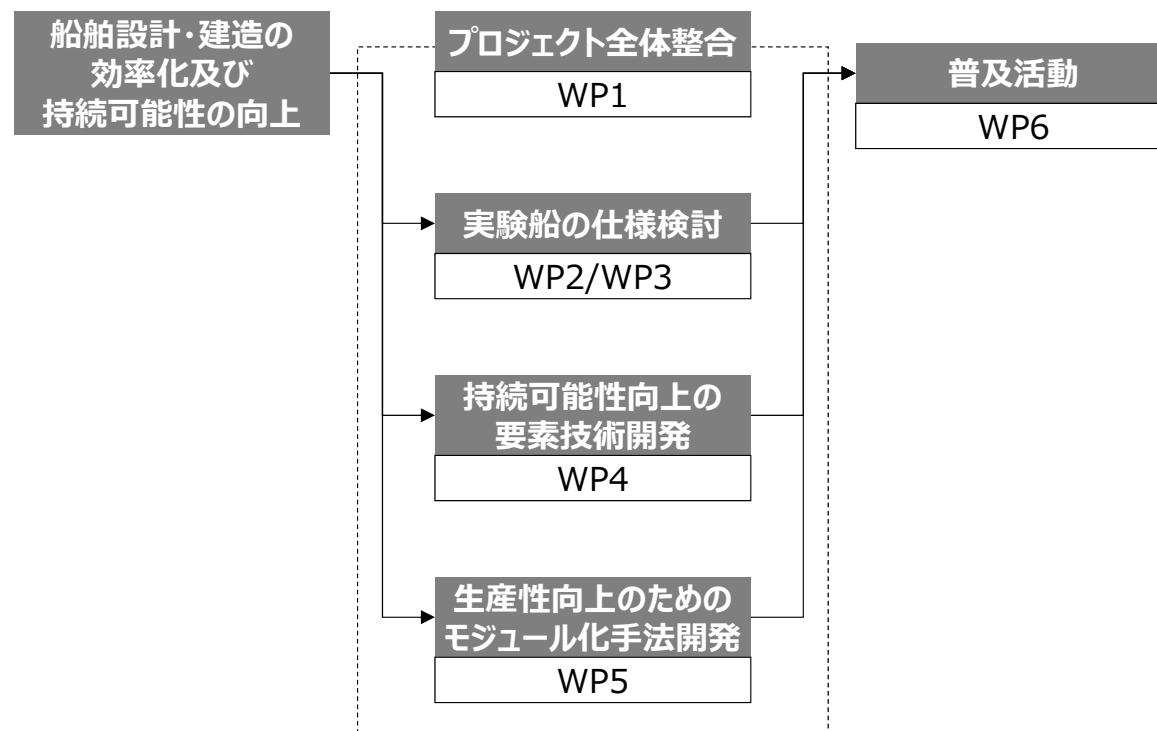 船舶設計・建造の
効率化及び
持続可能性の向上
プロジェクト全体整合
WP1
実験船の仕様検討
WP2/WP3
持続可能性向上の
要素技術開発
WP4
生産性向上のための
モジュール化手法開発
WP5
普及活動
WP6